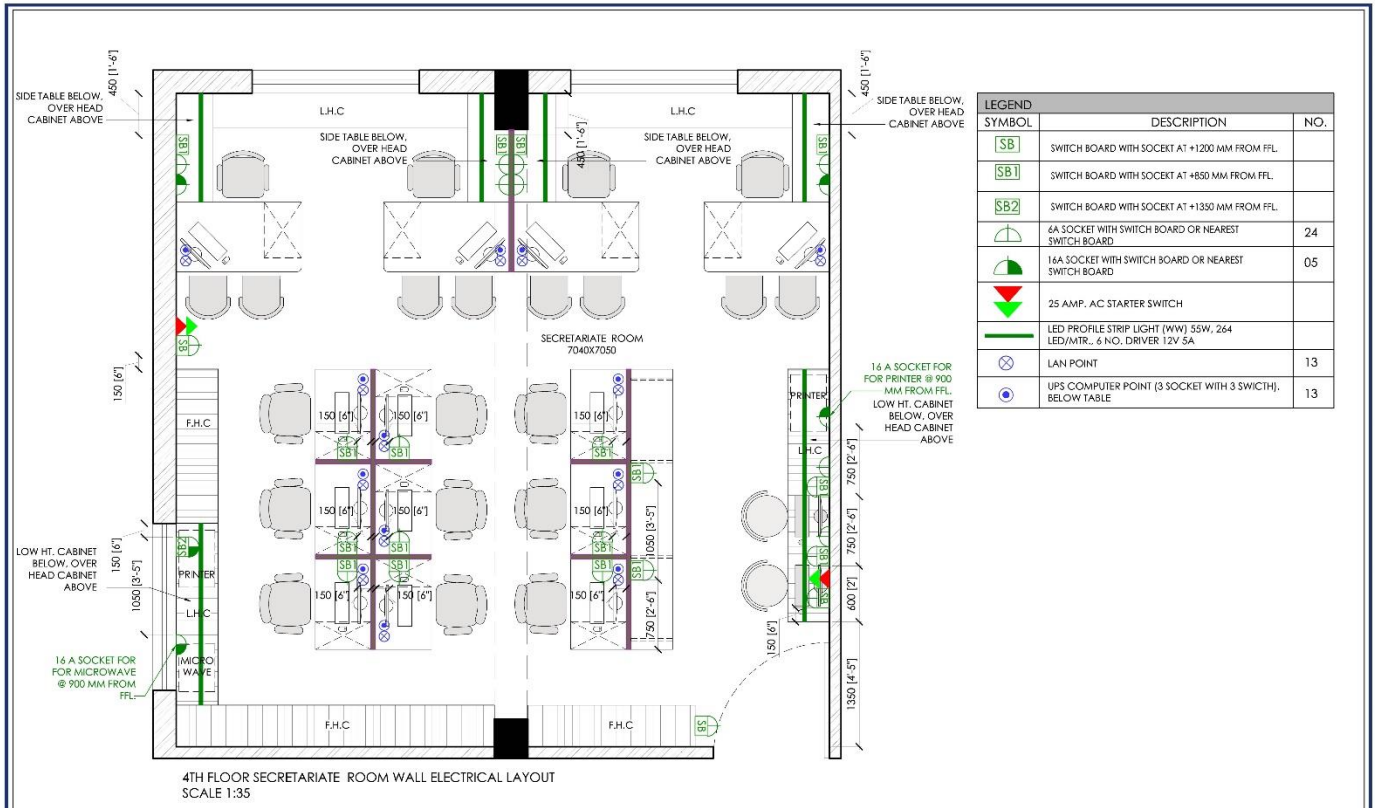 450 [1'-6"]
450 [1'-6"]
SIDE TABLE BELOW,
OVER HEAD
CABINET ABOVE
L.H.C
SIDE TABLE BELOW,
OVER HEAD
CABINET ABOVE
450 [1'-6"]
SIDE TABLE BELOW,
OVER HEAD
CABINET ABOVE
L.H.C
SIDE TABLE BELOW,
OVER HEAD
CABINET ABOVE
SB1
SB1
SB1
SB1
SB
SECRETARIATE ROOM
7040X7050
150 [6"]
F.H.C
150 [6"]
150 [6"]
150 [6"]
SB1
SB1
SB1
SB1
150 [6"]
150 [6"]
150 [6"]
SB1
SB1
SB1
1050 [3'-5"]
SB1
SB1
SB1
SB1
150 [6"]
150 [6"]
150 [6"]
750 [2'-6"]
16 A SOCKET FOR
FOR PRINTER @ 900
MM FROM FFL.
LOW HT. CABINET
BELOW, OVER
HEAD CABINET
ABOVE
PRINTER
L.H.C
750 [2'-6"]
750 [2'-6"]
600 [2']
150 [6"]
1350 [4'-5"]
SB1
SB1
SB
LOW HT. CABINET
BELOW, OVER
HEAD CABINET
ABOVE
150 [6"]
1050 [3'-5"]
SB2
PRINTER
L.H.C
MICRO
WAVE
16 A SOCKET FOR
FOR MICROWAVE
@ 900 MM FROM
FFL.
F.H.C
F.H.C
SB
4TH FLOOR SECRETARIATE ROOM WALL ELECTRICAL LAYOUT
SCALE 1:35
LEGEND
SYMBOL DESCRIPTION NO.
SB SWITCH BOARD WITH SOCEKT AT +1200 MM FROM FFL.
SB1 SWITCH BOARD WITH SOCEKT AT +850 MM FROM FFL.
SB2 SWITCH BOARD WITH SOCEKT AT +1350 MM FROM FFL.
6A SOCKET WITH SWITCH BOARD OR NEAREST
SWITCH BOARD 24
16A SOCKET WITH SWITCH BOARD OR NEAREST
SWITCH BOARD 05
25 AMP. AC STARTER SWITCH
LED PROFILE STRIP LIGHT (WW) 55W, 264
LED/MTR., 6 NO. DRIVER 12V 5A
LAN POINT 13
UPS COMPUTER POINT (3 SOCKET WITH 3 SWICTH),
BELOW TABLE 13